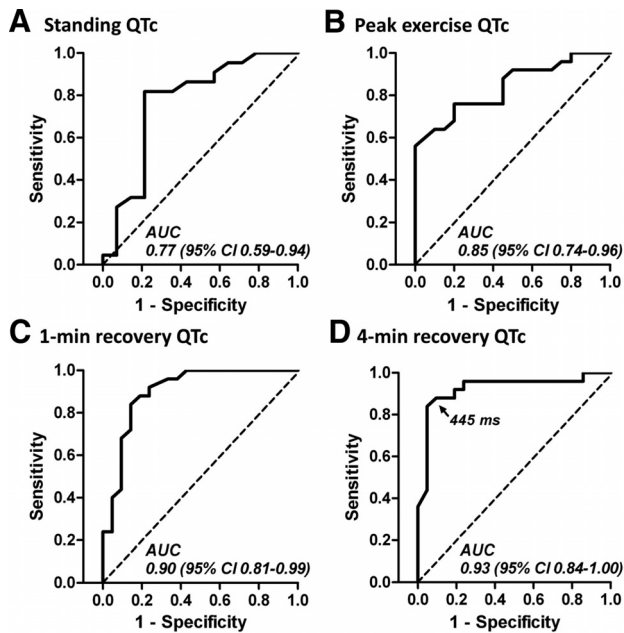 A Standing QTc
1.0
0.8
0.6
0.4
0.2
0.0
Sensitivity
AUC
0.77 (95% CI 0.59-0.94)
0.0 0.2 0.4 0.6 0.8 1.0
1 - Specificity
B Peak exercise QTc
1.0
0.8
0.6
0.4
0.2
0.0
Sensitivity
AUC
0.85 (95% CI 0.74-0.96)
0.0 0.2 0.4 0.6 0.8 1.0
1 - Specificity
C 1-min recovery QTc
1.0
0.8
0.6
0.4
0.2
0.0
Sensitivity
AUC
0.90 (95% CI 0.81-0.99)
0.0 0.2 0.4 0.6 0.8 1.0
1 - Specificity
D 4-min recovery QTc
1.0
0.8
0.6
0.4
0.2
0.0
Sensitivity
445 ms
AUC
0.93 (95% CI 0.84-1.00)
0.0 0.2 0.4 0.6 0.8 1.0
1 - Specificity